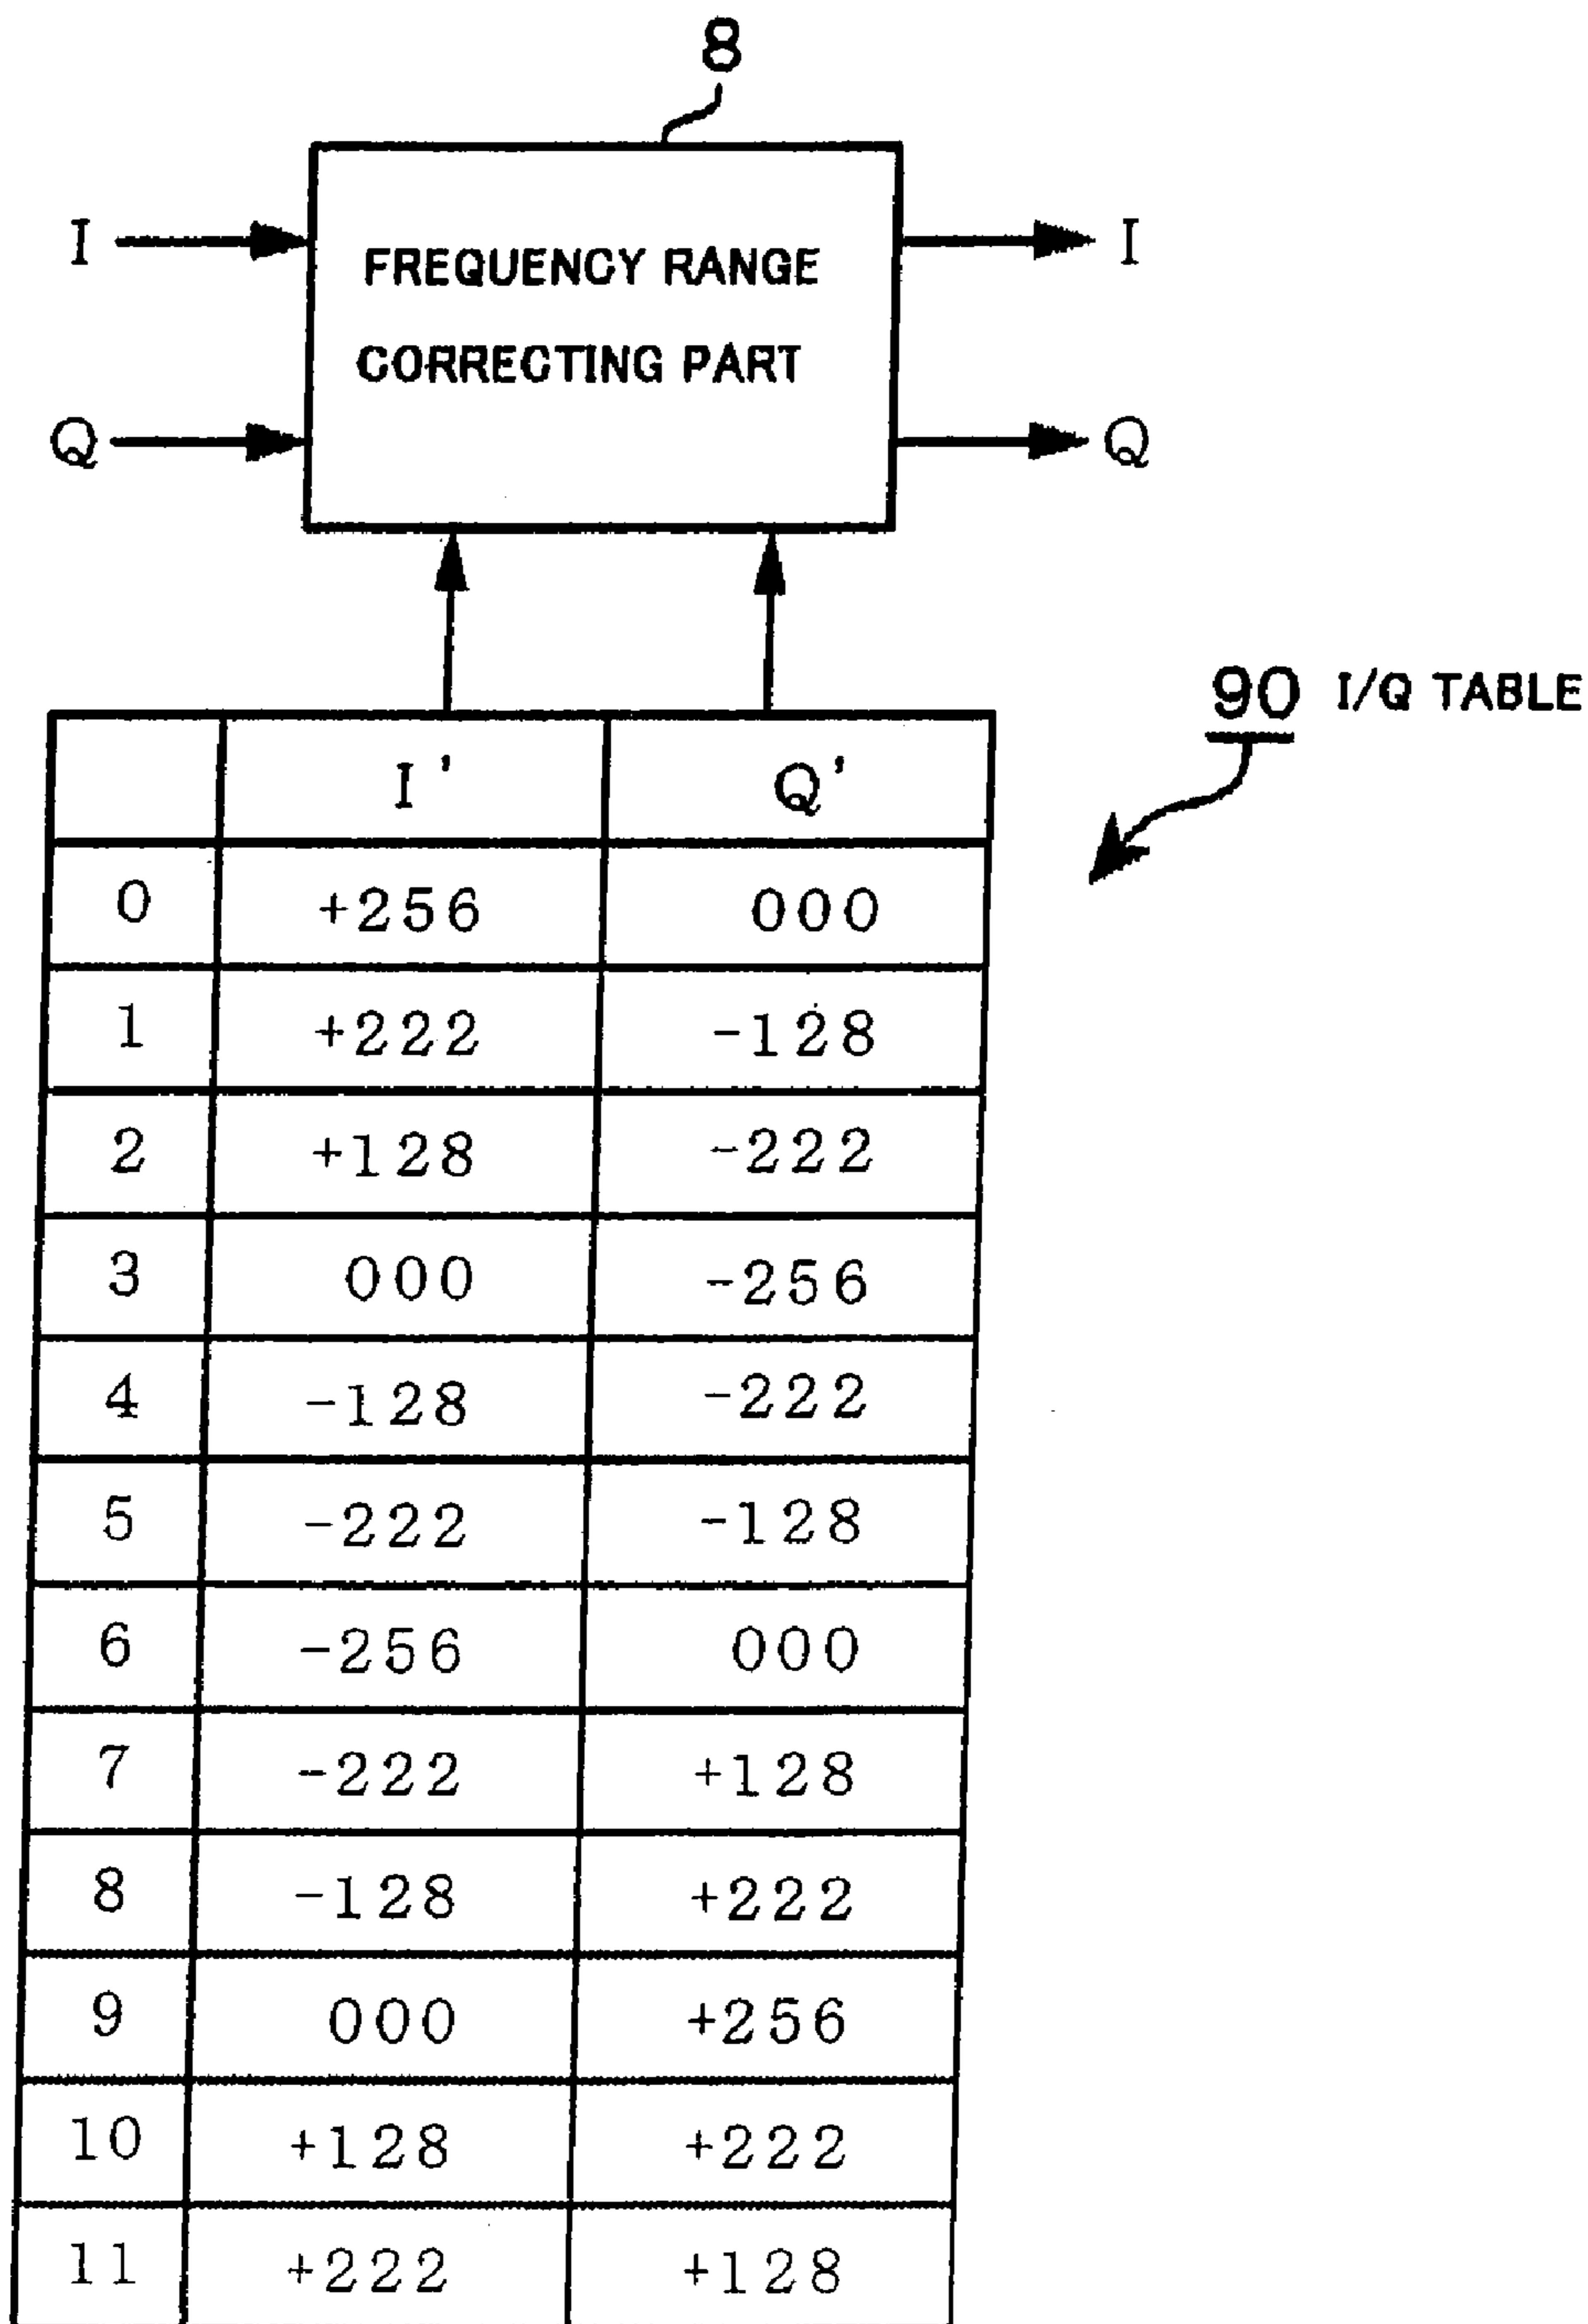 8
I
FREQUENCY RANGE
I
CORRECTING PART
Q
Q
90 I/Q TABLE
I' Q'
0 +256 000
1 +222 -128
2 +128 -222
3 000 -256
4 -128 -222
5 -222 -128
6 -256 000
7 -222 +128
8 -128 +222
9 000 +256
10 +128 +222
11 +222 +128